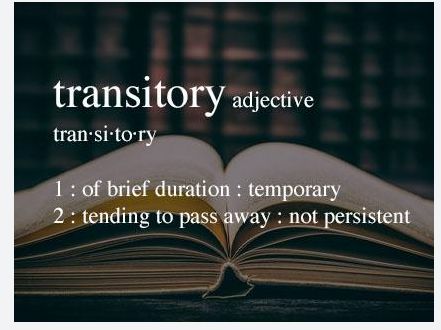 transitory adjective
tran·si·to·ry
1 : of brief duration : temporary
2 : tending to pass away : not persistent